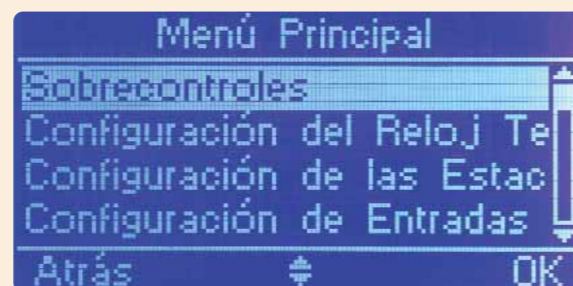 Menú Principal
Sobrecontroles
Configuración del Reloj Te
Configuración de las Estac
Configuración de Entradas
Atrás OK